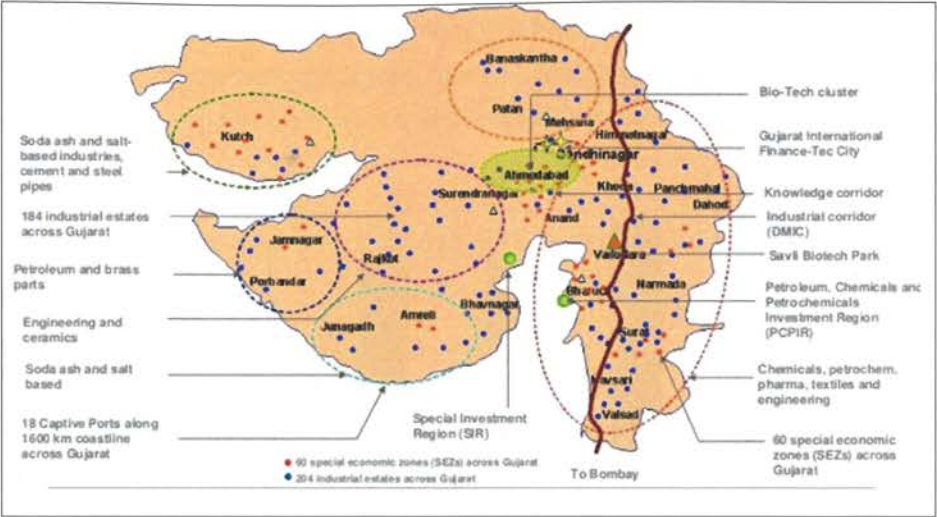 Banaskantha
Patan
Mehsana
Himmatnagar
Kutch
Ahmedabad
Surendranagar
Kheda
Panchmahal
Dahod
Anand
Jamnagar
Rajkot
Porbandar
Bharuch
Narmada
Bhavnagar
Junagadh
Amreli
Surat
Navsari
Valsad
Soda ash and salt-
based industries,
cement and steel
pipes
184 industrial estates
across Gujarat
Petroleum and brass
parts
Engineering and
ceramics
Soda ash and salt
based
18 Captive Ports along
1600 km coastline
across Gujarat
Bio-Tech cluster
Gujarat International
Finance-Tec City
Knowledge corridor
Industrial corridor
(DMIC)
Savli Biotech Park
Petroleum, Chemicals and
Petrochemicals
Investment Region
(PCPIR)
Chemicals, petrochem,
pharma, textiles and
engineering
60 special economic
zones (SEZs) across
Gujarat
Special Investment
Region (SIR)
60 special economic zones (SEZs) across Gujarat
204 industrial estates across Gujarat
To Bombay